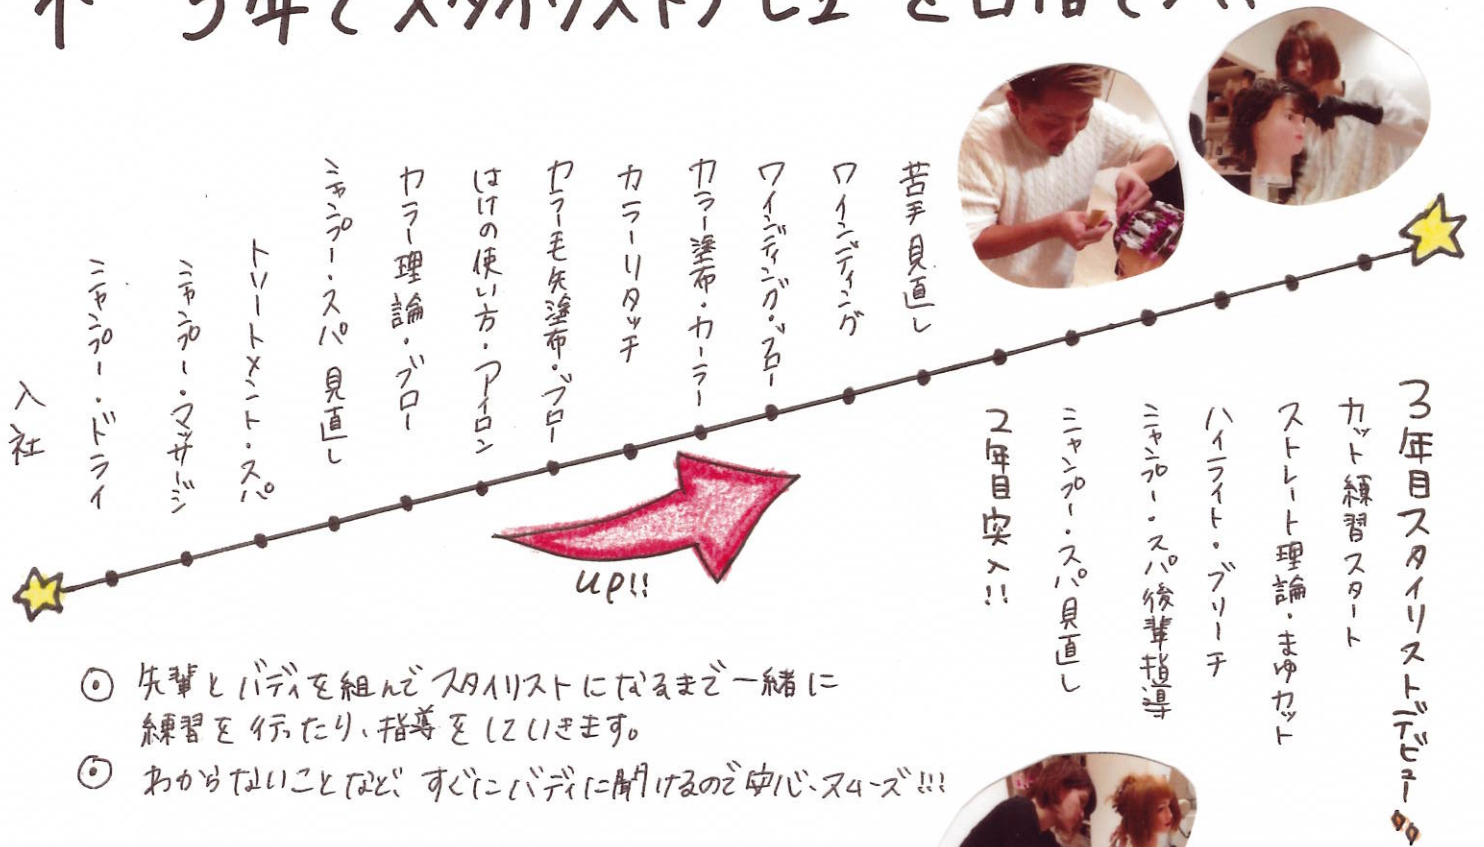 3年でスタイリストデビューを目指
入社
シャンプー・ドライ
シャンプー・マッサージ
トリートメント・スパ
シャンプー・スパ 見直し
カラー理論・ブロー
はけの使い方・アイロン
カラー毛先塗布・ブロー
カラーリタッチ
カラー塗布・カーラー
ワインディング・ブロー
ワインディング
苦手見直し
2年目突入!!
シャンプー・スパ見直し
シャンプー・スパ後輩指導
ハイライト・ブリーチ
ストレート理論・まゆカット
カット練習スタート
3年目スタイリストデビュー
up!!
◎ 先輩とバディを組んでスタイリストになるまで一緒に
練習を行ったり、指導をしていきます。
◎ わからないことなど、すぐにバディに聞けるので安心・スムーズ!!!